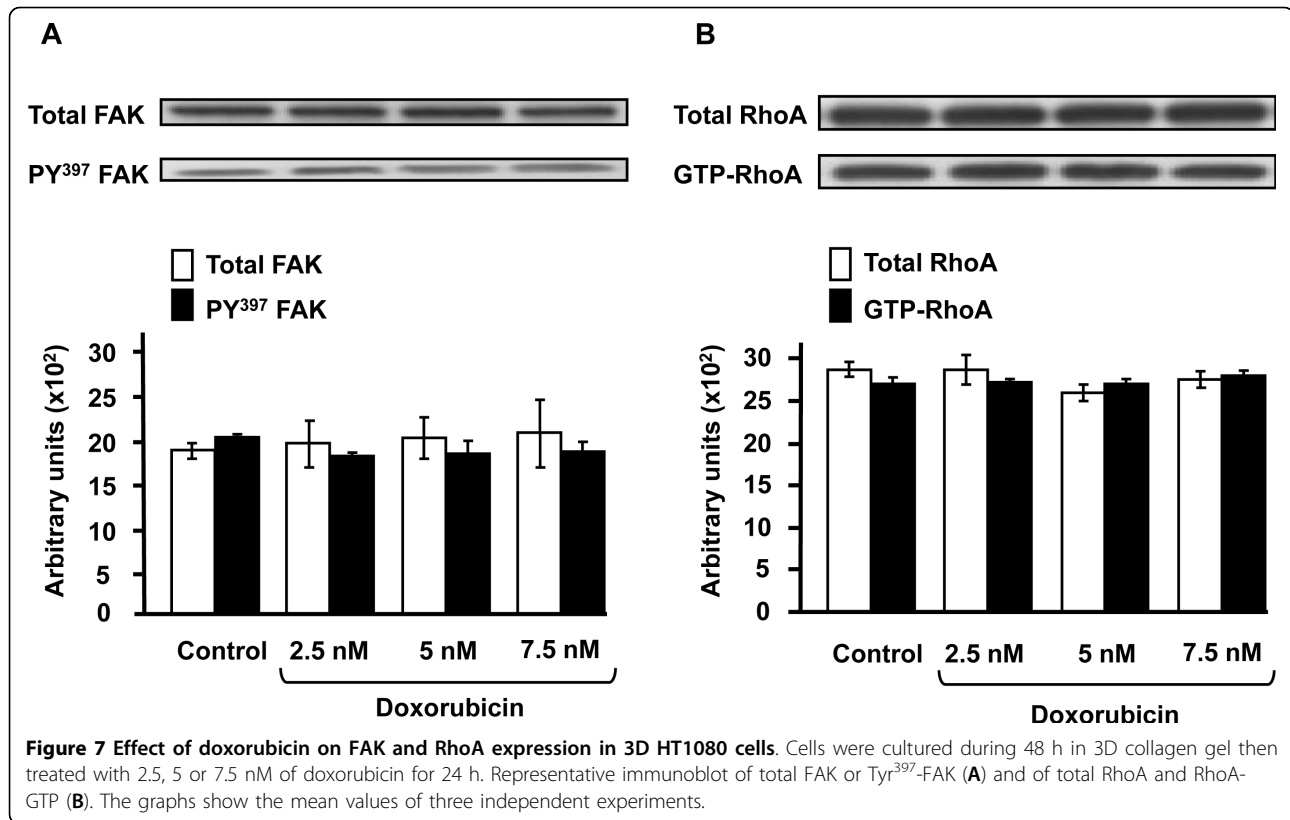 A
B
Total FAK
PY³⁹⁷ FAK
Total RhoA
GTP-RhoA
Total FAK
PY³⁹⁷ FAK
Arbitrary units (x10²)
30
25
20
15
10
5
0
Control 2.5 nM 5 nM 7.5 nM
Doxorubicin
Total RhoA
GTP-RhoA
Arbitrary units (x10²)
30
25
20
15
10
5
0
Control 2.5 nM 5 nM 7.5 nM
Doxorubicin
Figure 7 Effect of doxorubicin on FAK and RhoA expression in 3D HT1080 cells. Cells were cultured during 48 h in 3D collagen gel then
treated with 2.5, 5 or 7.5 nM of doxorubicin for 24 h. Representative immunoblot of total FAK or Tyr³⁹⁷-FAK (A) and of total RhoA and RhoA-
GTP (B). The graphs show the mean values of three independent experiments.